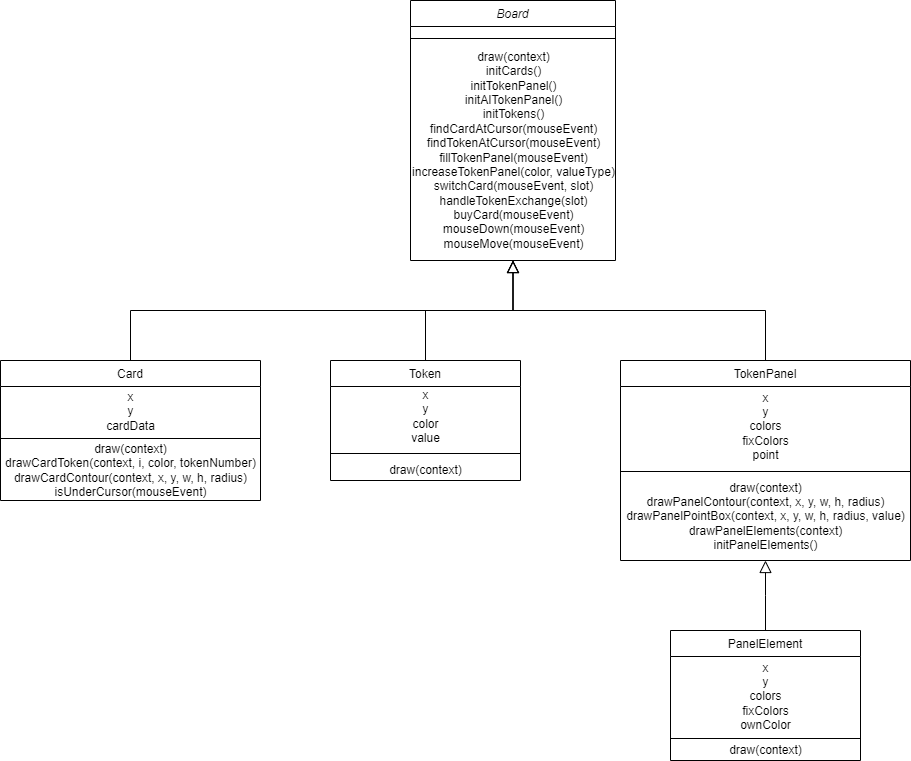 Board
draw(context)
initCards()
initTokenPanel()
initAITokenPanel()
initTokens()
findCardAtCursor(mouseEvent)
findTokenAtCursor(mouseEvent)
fillTokenPanel(mouseEvent)
increaseTokenPanel(color, valueType)
switchCard(mouseEvent, slot)
handleTokenExchange(slot)
buyCard(mouseEvent)
mouseDown(mouseEvent)
mouseMove(mouseEvent)
Card
x
y
cardData
draw(context)
drawCardToken(context, i, color, tokenNumber)
drawCardContour(context, x, y, w, h, radius)
isUnderCursor(mouseEvent)
Token
x
y
color
value
draw(context)
TokenPanel
x
y
colors
fixColors
point
draw(context)
drawPanelContour(context, x, y, w, h, radius)
drawPanelPointBox(context, x, y, w, h, radius, value)
drawPanelElements(context)
initPanelElements()
PanelElement
x
y
colors
fixColors
ownColor
draw(context)